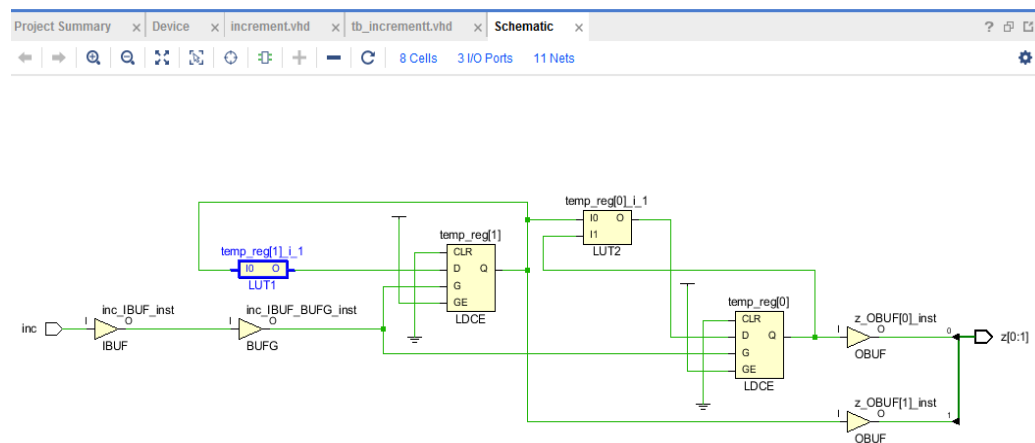 Project Summary × Device × increment.vhd × tb_incrementt.vhd × Schematic × ?
8 Cells 3 I/O Ports 11 Nets
temp_reg[1]_i_1
I0 O
LUT1
temp_reg[1]
CLR
D Q
G
GE
LDCE
temp_reg[0]_i_1
I0 O
I1
LUT2
inc
inc_IBUF_inst
I O
IBUF
inc_IBUF_BUFG_inst
I O
BUFG
temp_reg[0]
CLR
D Q
G
GE
LDCE
z_OBUF[0]_inst
I O
OBUF
0
z[0:1]
z_OBUF[1]_inst
I O
OBUF
1